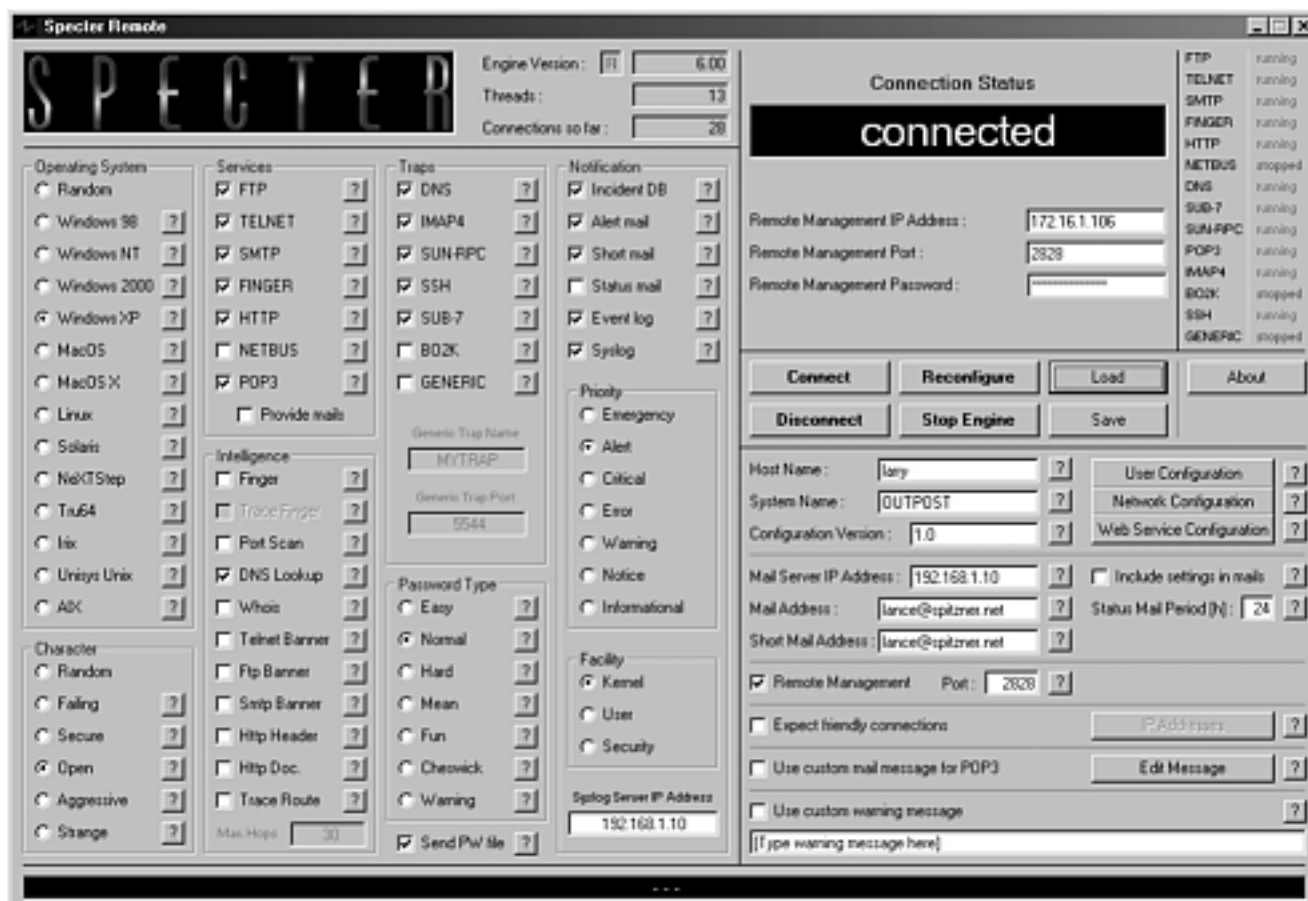 Specter Remote
SPECTER
Engine Version : R 6.00
Threads : 13
Connections so far : 28
Operating System
Random
Windows 98 ?
Windows NT ?
Windows 2000 ?
Windows XP ?
MacOS ?
MacOS X ?
Linux ?
Solaris ?
NeXTStep ?
Tru64 ?
Irix ?
Unisys Unix ?
AIX ?
Character
Random
Failing ?
Secure ?
Open ?
Aggressive ?
Strange ?
Services
FTP ?
TELNET ?
SMTP ?
FINGER ?
HTTP ?
NETBUS ?
POP3 ?
Provide mails
Intelligence
Finger ?
Trace Finger ?
Port Scan ?
DNS Lookup ?
Whois ?
Telnet Banner ?
Ftp Banner ?
Smtp Banner ?
Http Header ?
Http Doc. ?
Trace Route ?
Max Hops 30
Traps
DNS ?
IMAP4 ?
SUN-RPC ?
SSH ?
SUB-7 ?
BO2K ?
GENERIC ?
Generic Trap Name
MYTRAP
Generic Trap Port
5544
Password Type
Easy ?
Normal ?
Hard ?
Mean ?
Fun ?
Cheswick ?
Warning ?
Send PW file ?
Notification
Incident DB ?
Alert mail ?
Short mail ?
Status mail ?
Event log ?
Syslog ?
Priority
Emergency
Alert
Critical
Error
Warning
Notice
Informational
Facility
Kernel
User
Security
Syslog Server IP Address
192.168.1.10
Connection Status
connected
Remote Management IP Address : 172.16.1.106
Remote Management Port : 2828
Remote Management Password : ****************
FTP running
TELNET running
SMTP running
FINGER running
HTTP running
NETBUS stopped
DNS running
SUB-7 running
SUN-RPC running
POP3 running
IMAP4 running
BO2K stopped
SSH running
GENERIC stopped
Connect Reconfigure Load About
Disconnect Stop Engine Save
Host Name : larry ? User Configuration ?
System Name : OUTPOST ? Network Configuration ?
Configuration Version : 1.0 ? Web Service Configuration ?
Mail Server IP Address : 192.168.1.10 ? Include settings in mails ?
Mail Address : lance@spitzner.net ? Status Mail Period [h] : 24 ?
Short Mail Address : lance@spitzner.net ?
Remote Management Port : 2828 ?
Expect friendly connections IP Addresses ?
Use custom mail message for POP3 Edit Message ?
Use custom warning message ?
[Type warning message here]
- - -